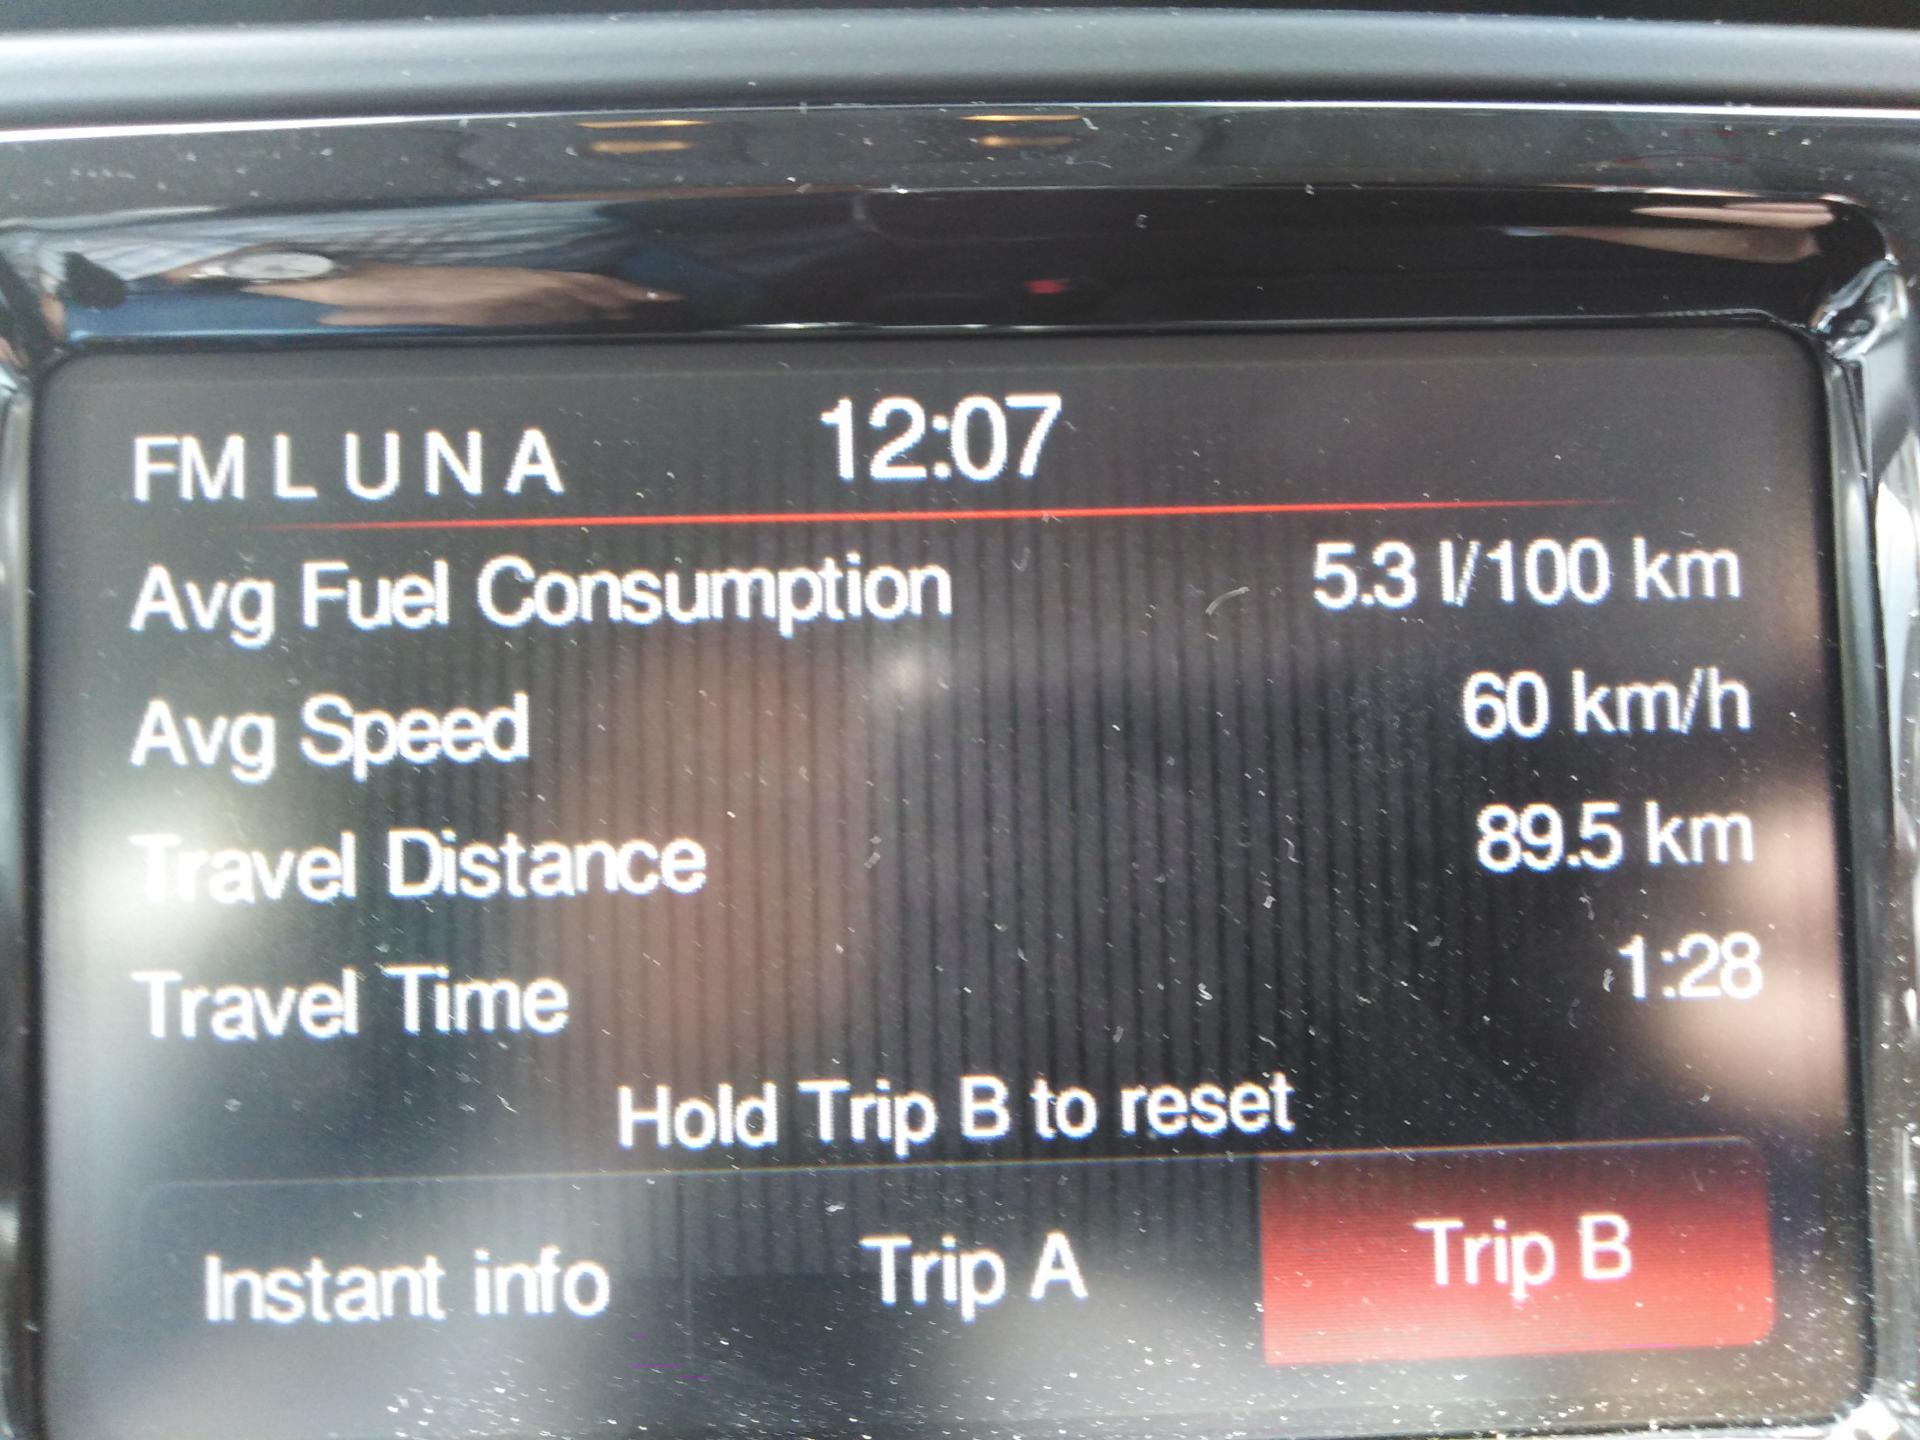 FM L U N A 12:07
Avg Fuel Consumption 5.3 l/100 km
Avg Speed 60 km/h
Travel Distance 89.5 km
Travel Time 1:28
Hold Trip B to reset
Instant info Trip A Trip B